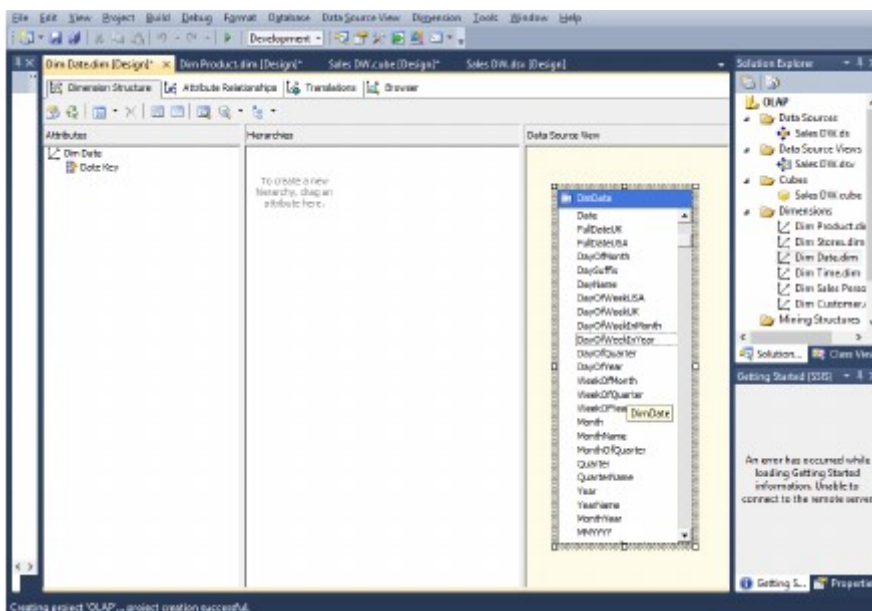 File Edit View Project Build Debug Format Database Data Source View Dimension Tools Window Help
Development
Dim Date.dim [Design]* Dim Product.dim [Design]* Sales DW.cube [Design]* Sales DW.dsv [Design]
Dimension Structure Attribute Relationships Translations Browser
Attributes
Dim Date
Date Key
Hierarchies
To create a new
hierarchy, drag an
attribute here.
Data Source View
DimDate
Date
FullDateUK
FullDateUSA
DayOfMonth
DaySuffix
DayName
DayOfWeekUSA
DayOfWeekUK
DayOfWeekInMonth
DayOfWeekInYear
DayOfQuarter
DayOfYear
WeekOfMonth
WeekOfQuarter
WeekOfYea
DimDate
Month
MonthName
MonthOfQuarter
Quarter
QuarterName
Year
YearName
MonthYear
MMYYYY
Solution Explorer
OLAP
Data Sources
Sales DW.ds
Data Source Views
Sales DW.dsv
Cubes
Sales DW.cube
Dimensions
Dim Product.di
Dim Stores.dim
Dim Date.dim
Dim Time.dim
Dim Sales Perso
Dim Customer.
Mining Structures
Solution... Class View
Getting Started (SSIS)
An error has occurred while
loading Getting Started
information. Unable to
connect to the remote server
Getting S... Properti
Creating project 'OLAP'... project creation successful.